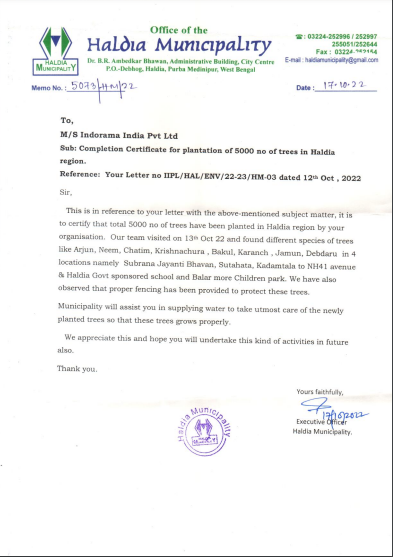 Office of the
Haldia Municipality
Dr. B.R. Ambedkar Bhawan, Administrative Building, City Centre
P.O.-Debhog, Haldia, Purba Medinipur, West Bengal
HALDIA
MUNICIPALITY
: 03224-252996 / 252997
255051/252644
Fax : 03224-
E-mail : haldiamunicipality@gmail.com
Memo No. : 5073/HM/22
Date : 17.10.22
To,
M/S Indorama India Pvt Ltd
Sub: Completion Certificate for plantation of 5000 no of trees in Haldia
region.
Reference: Your Letter no IIPL/HAL/ENV/22-23/HM-03 dated 12th Oct , 2022
Sir,
This is in reference to your letter with the above-mentioned subject matter, it is
to certify that total 5000 no of trees have been planted in Haldia region by your
organisation. Our team visited on 13th Oct 22 and found different species of trees
like Arjun, Neem, Chatim, Krishnachura , Bakul, Karanch , Jamun, Debdaru in 4
locations namely Subrana Jayanti Bhavan, Sutahata, Kadamtala to NH41 avenue
& Haldia Govt sponsored school and Balar more Children park. We have also
observed that proper fencing has been provided to protect these trees.
Municipality will assist you in supplying water to take utmost care of the newly
planted trees so that these trees grows properly.
We appreciate this and hope you will undertake this kind of activities in future
also.
Thank you.
Yours faithfully,
17/10/2022
Executive Officer
Haldia Municipality.
Haldia Municipality